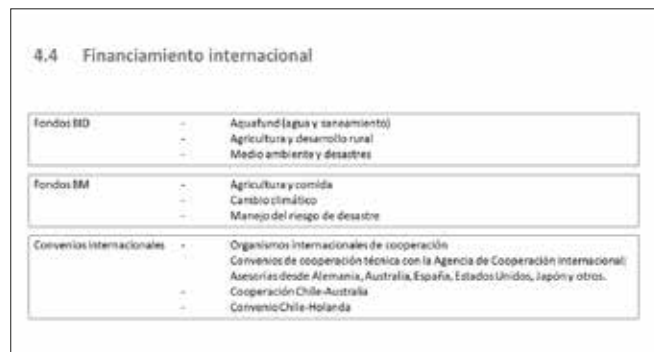 4.4 Financiamiento internacional
Fondos BID - Aquafund (agua y saneamiento)
- Agricultura y desarrollo rural
- Medio ambiente y desastres
Fondos BM - Agricultura y comida
- Cambio climático
- Manejo del riesgo de desastre
Convenios internacionales - Organismos internacionales de cooperación
Convenios de cooperación técnica con la Agencia de Cooperación Internacional;
Asesorías desde Alemania, Australia, España, Estados Unidos, Japón y otros.
- Cooperación Chile-Australia
- Convenio Chile-Holanda